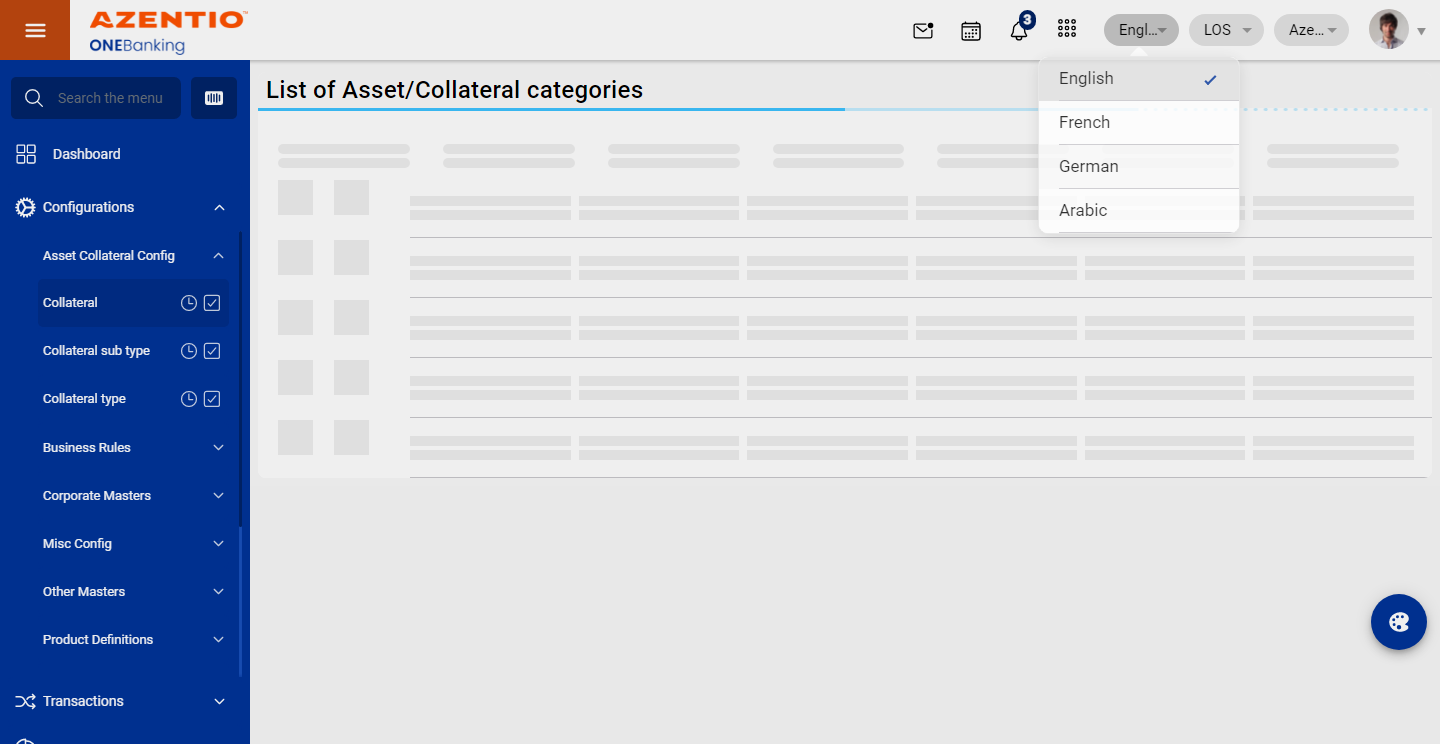 AZENTIO™
ONEBanking
3
Engl...
LOS
Aze...
English
French
German
Arabic
Search the menu
Dashboard
Configurations
Asset Collateral Config
Collateral
Collateral sub type
Collateral type
Business Rules
Corporate Masters
Misc Config
Other Masters
Product Definitions
Transactions
List of Asset/Collateral categories